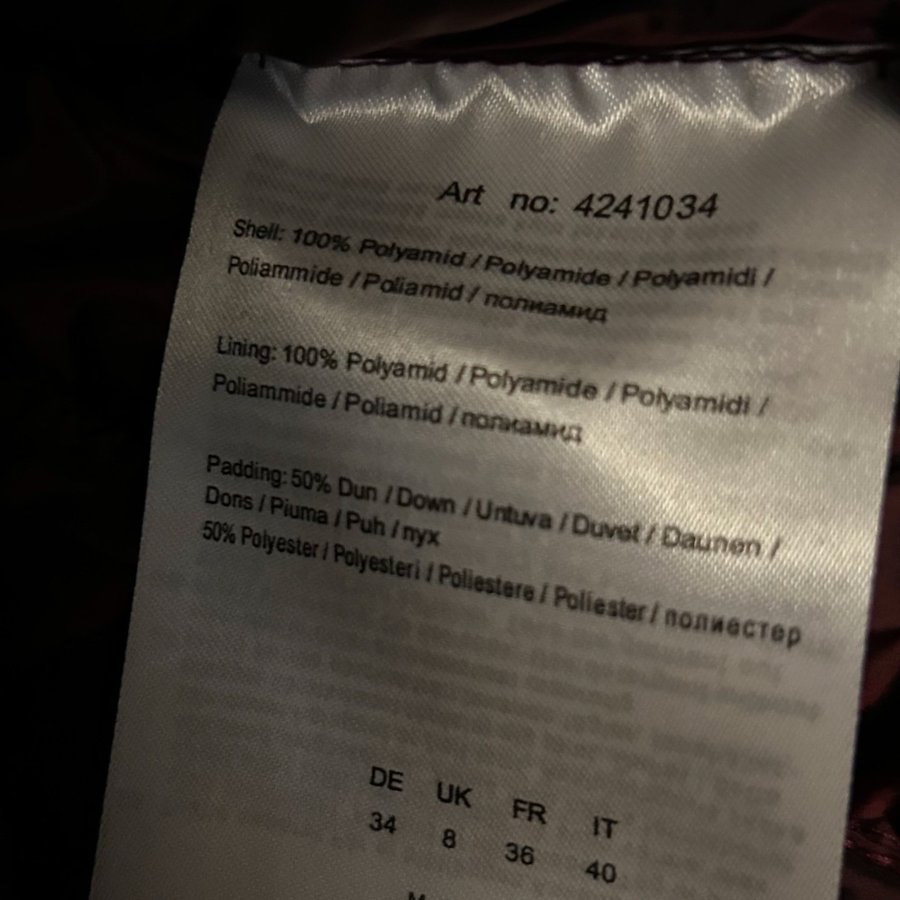 Art no: 4241034
Shell: 100% Polyamid / Polyamide / Polyamidi /
Poliammide / Poliamid / полиамид
Lining: 100% Polyamid / Polyamide / Polyamidi /
Poliammide / Poliamid / полиамид
Padding: 50% Dun / Down / Untuva / Duvet / Daunen /
Dons / Piuma / Puh / пух
50% Polyester / Polyesteri / Poliestere / Poliester / полиестер
DE UK FR IT
34 8 36 40